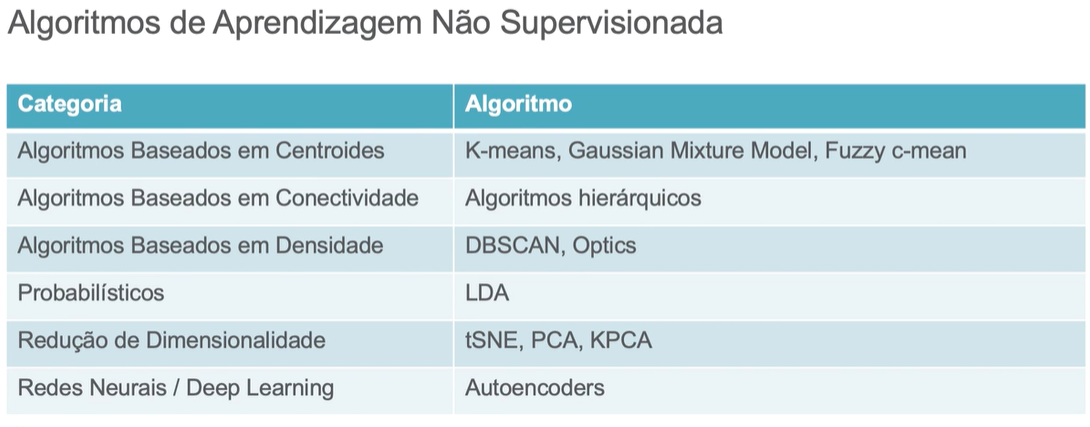 Algoritmos de Aprendizagem Não Supervisionada
Categoria Algoritmo
Algoritmos Baseados em Centroides K-means, Gaussian Mixture Model, Fuzzy c-mean
Algoritmos Baseados em Conectividade Algoritmos hierárquicos
Algoritmos Baseados em Densidade DBSCAN, Optics
Probabilísticos LDA
Redução de Dimensionalidade tSNE, PCA, KPCA
Redes Neurais / Deep Learning Autoencoders